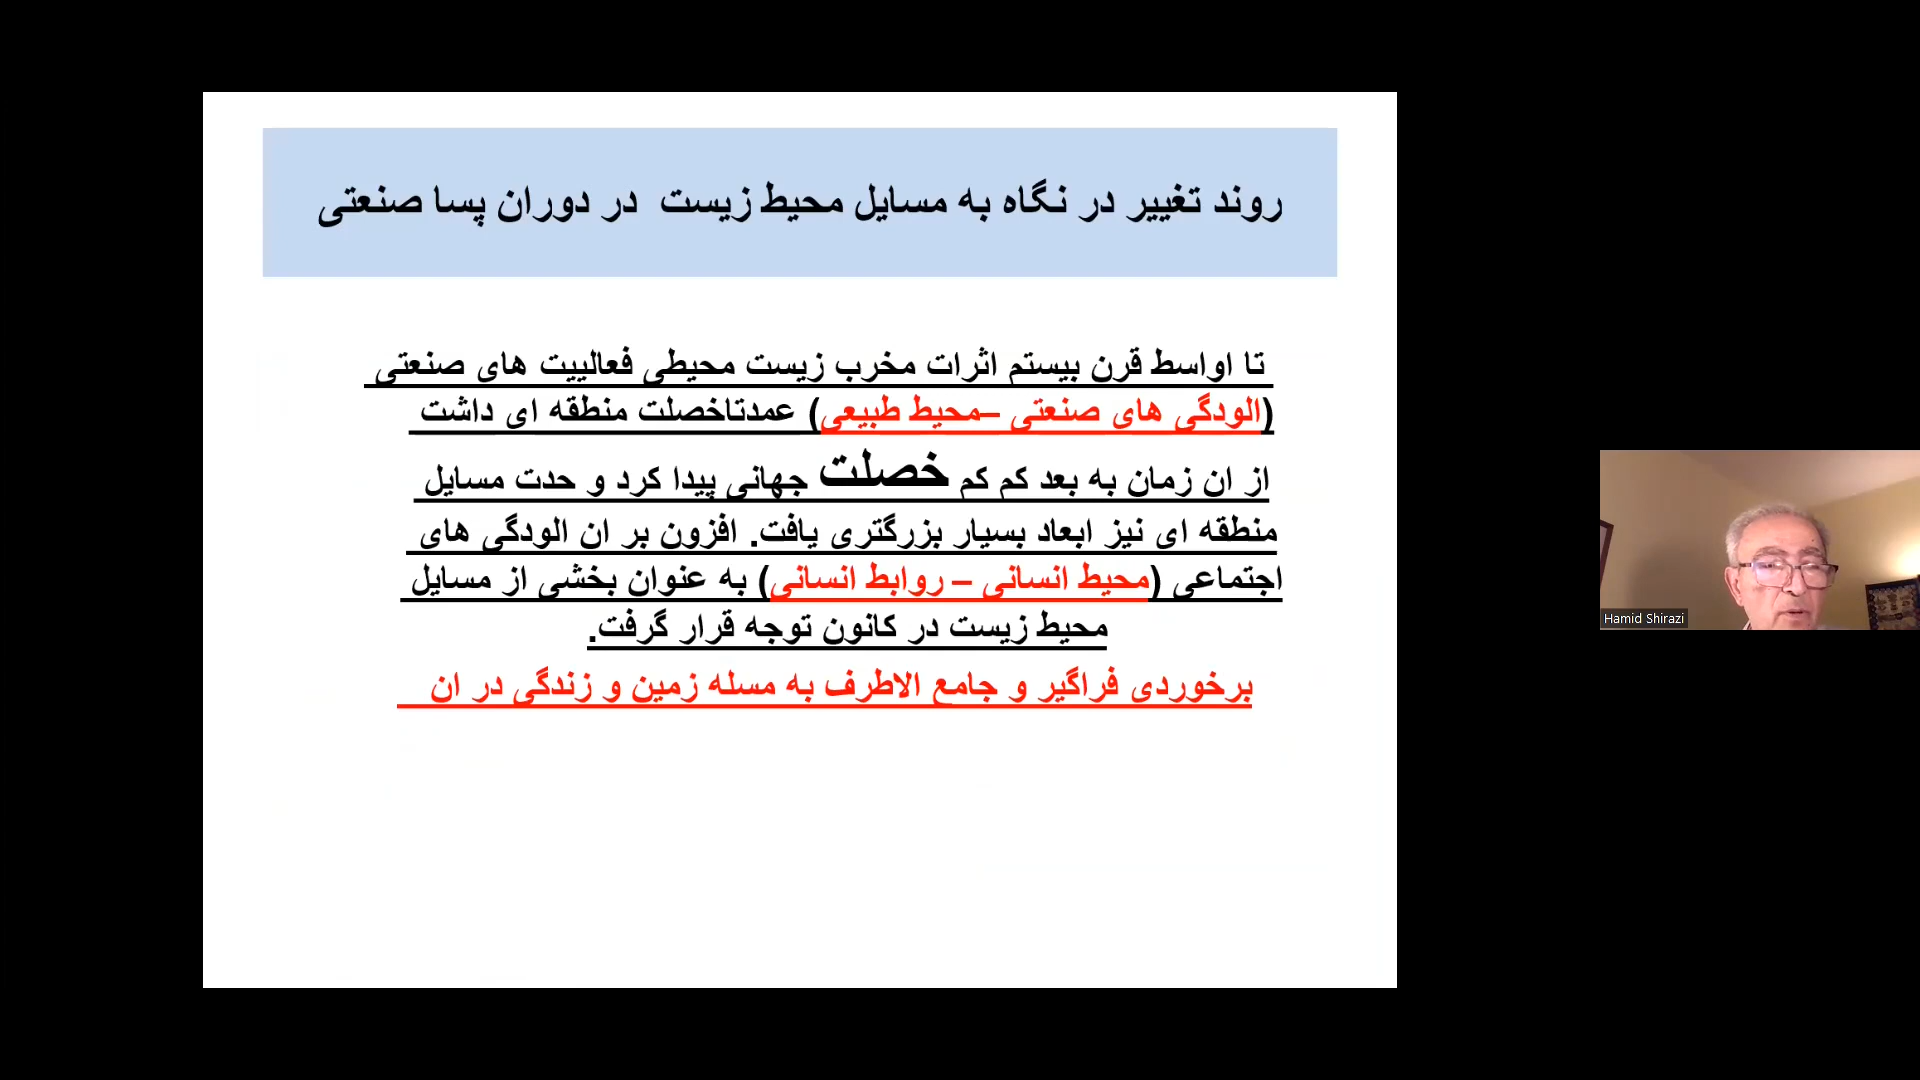 روند تغییر در نگاه به مسایل محیط زیست در دوران پسا صنعتی
تا اواسط قرن بیستم اثرات مخرب زیست محیطی فعالییت های صنعتی
(الودگی های صنعتی –محیط طبیعی) عمدتاخصلت منطقه ای داشت
از ان زمان به بعد کم کم خصلت جهانی پیدا کرد و حدت مسایل
منطقه ای نیز ابعاد بسیار بزرگتری یافت. افزون بر ان الودگی های
اجتماعی (محیط انسانی – روابط انسانی) به عنوان بخشی از مسایل
محیط زیست در کانون توجه قرار گرفت.
برخوردی فراگیر و جامع الاطرف به مسله زمین و زندگی در ان
Hamid Shirazi